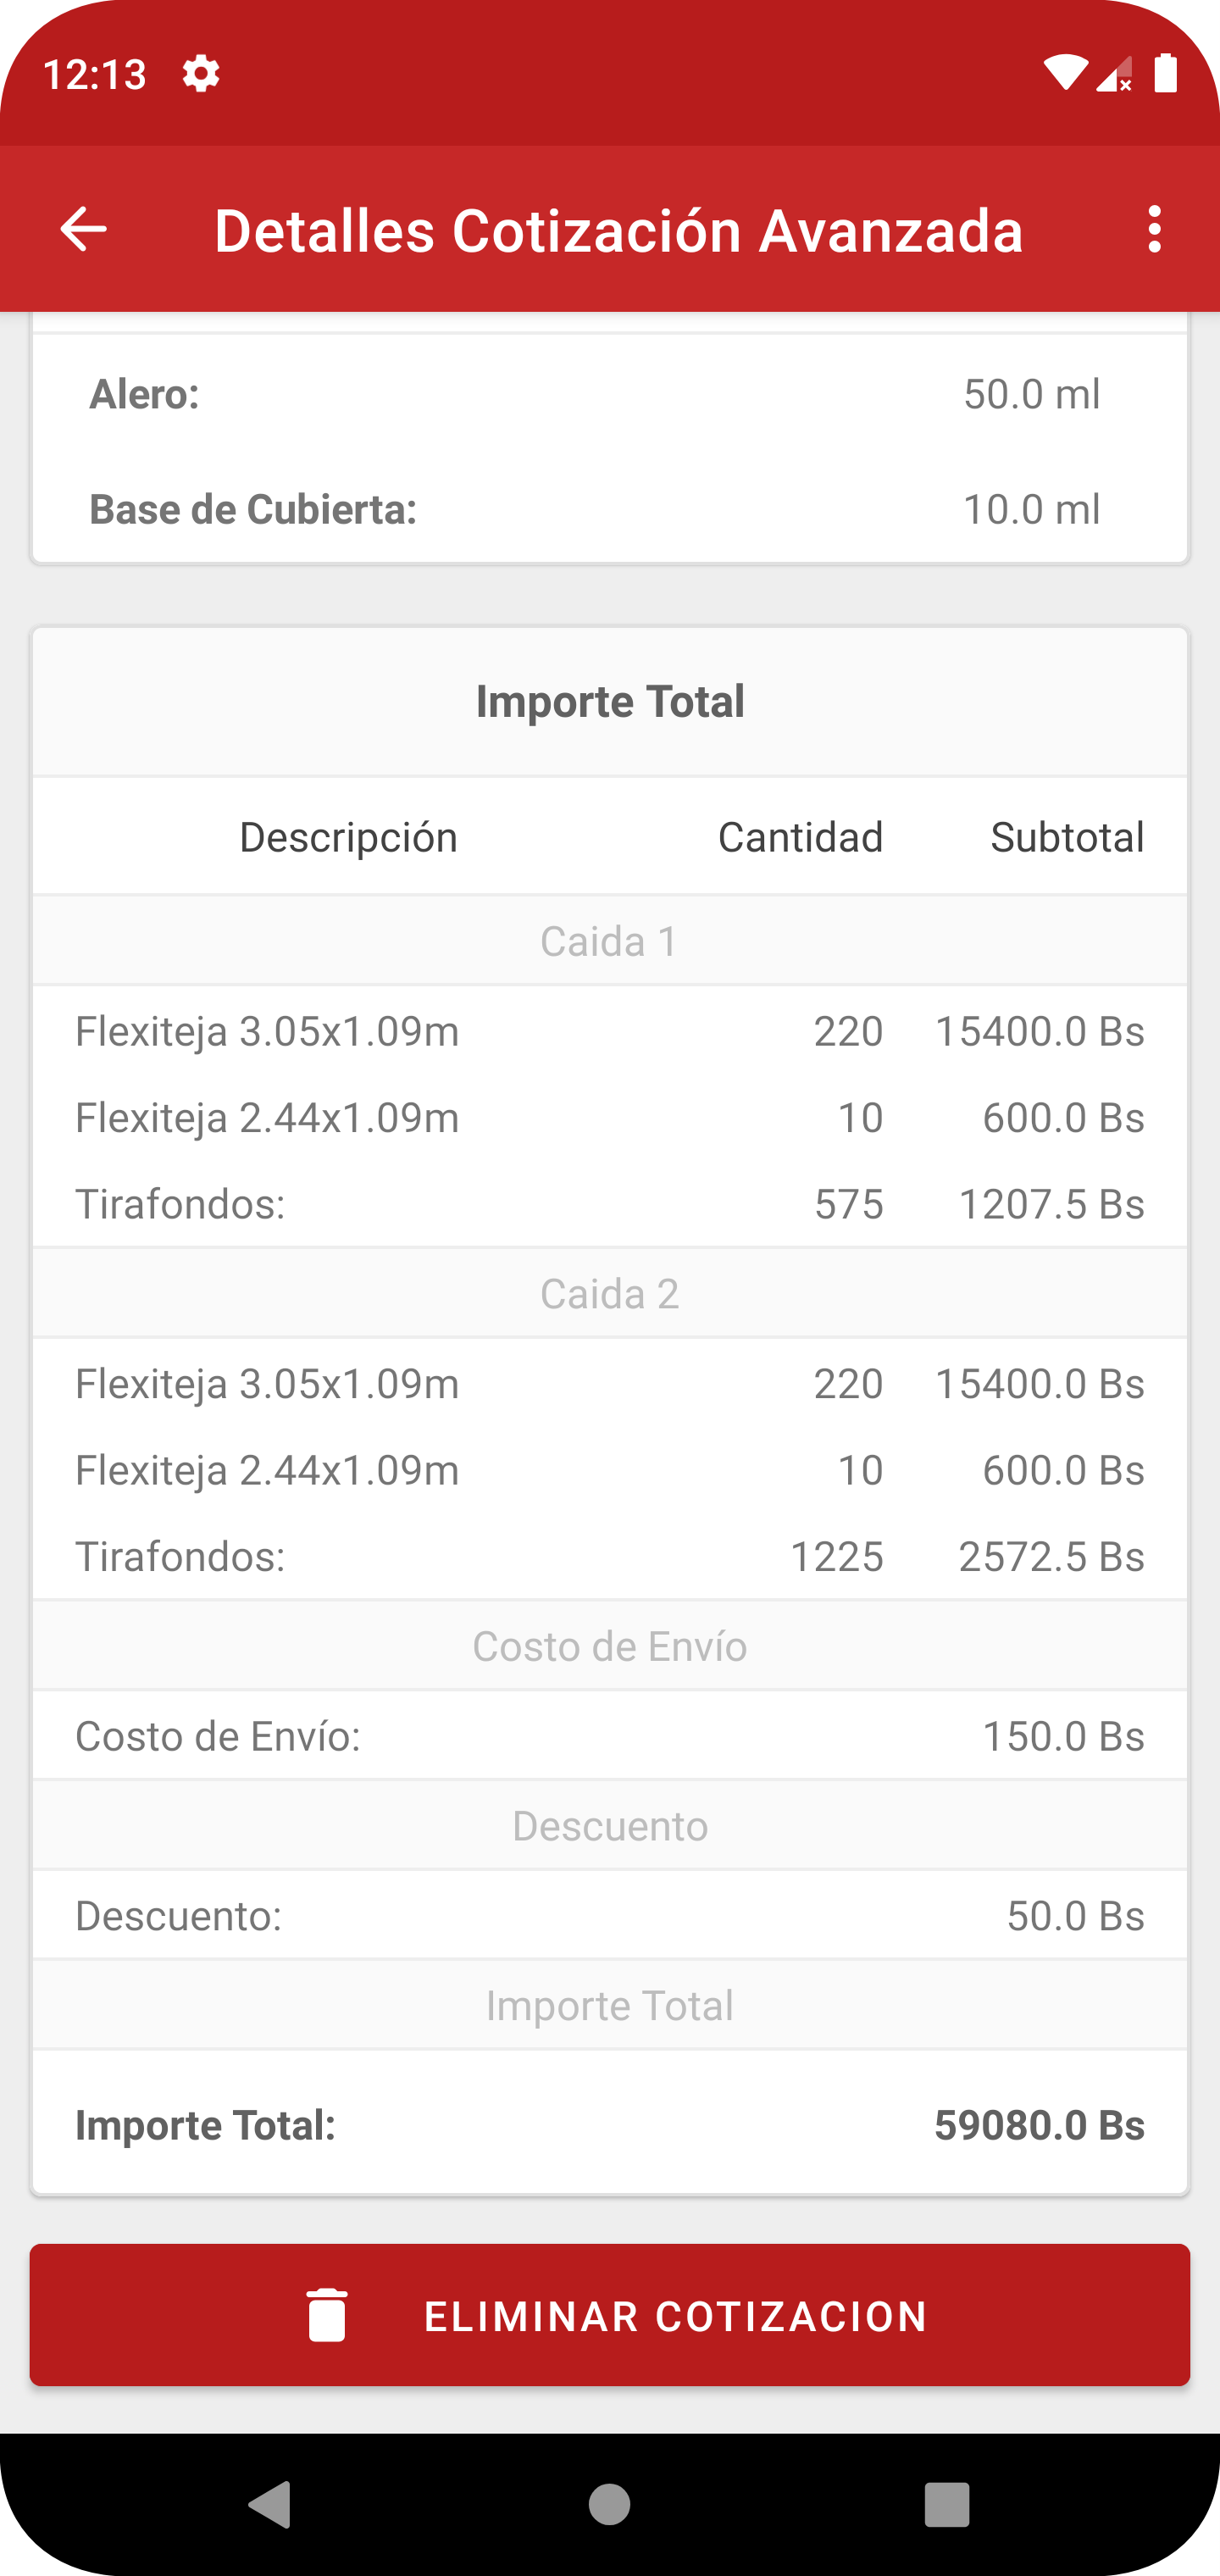 12:13
Detalles Cotización Avanzada
Alero: 50.0 ml
Base de Cubierta: 10.0 ml
Importe Total
Descripción Cantidad Subtotal
Caida 1
Flexiteja 3.05x1.09m 220 15400.0 Bs
Flexiteja 2.44x1.09m 10 600.0 Bs
Tirafondos: 575 1207.5 Bs
Caida 2
Flexiteja 3.05x1.09m 220 15400.0 Bs
Flexiteja 2.44x1.09m 10 600.0 Bs
Tirafondos: 1225 2572.5 Bs
Costo de Envío
Costo de Envío: 150.0 Bs
Descuento
Descuento: 50.0 Bs
Importe Total
Importe Total: 59080.0 Bs
ELIMINAR COTIZACION